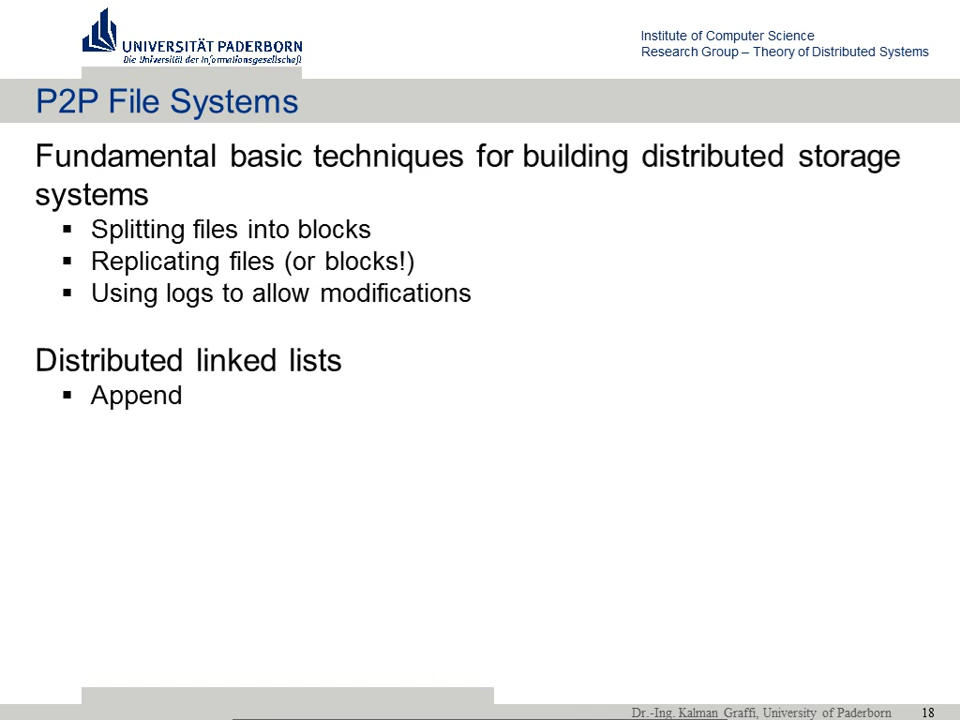 UNIVERSITÄT PADERBORN
Die Universität der Informationsgesellschaft
Institute of Computer Science
Research Group – Theory of Distributed Systems
P2P File Systems
Fundamental basic techniques for building distributed storage
systems
▪ Splitting files into blocks
▪ Replicating files (or blocks!)
▪ Using logs to allow modifications
Distributed linked lists
▪ Append
Dr.-Ing. Kalman Graffi, University of Paderborn 18